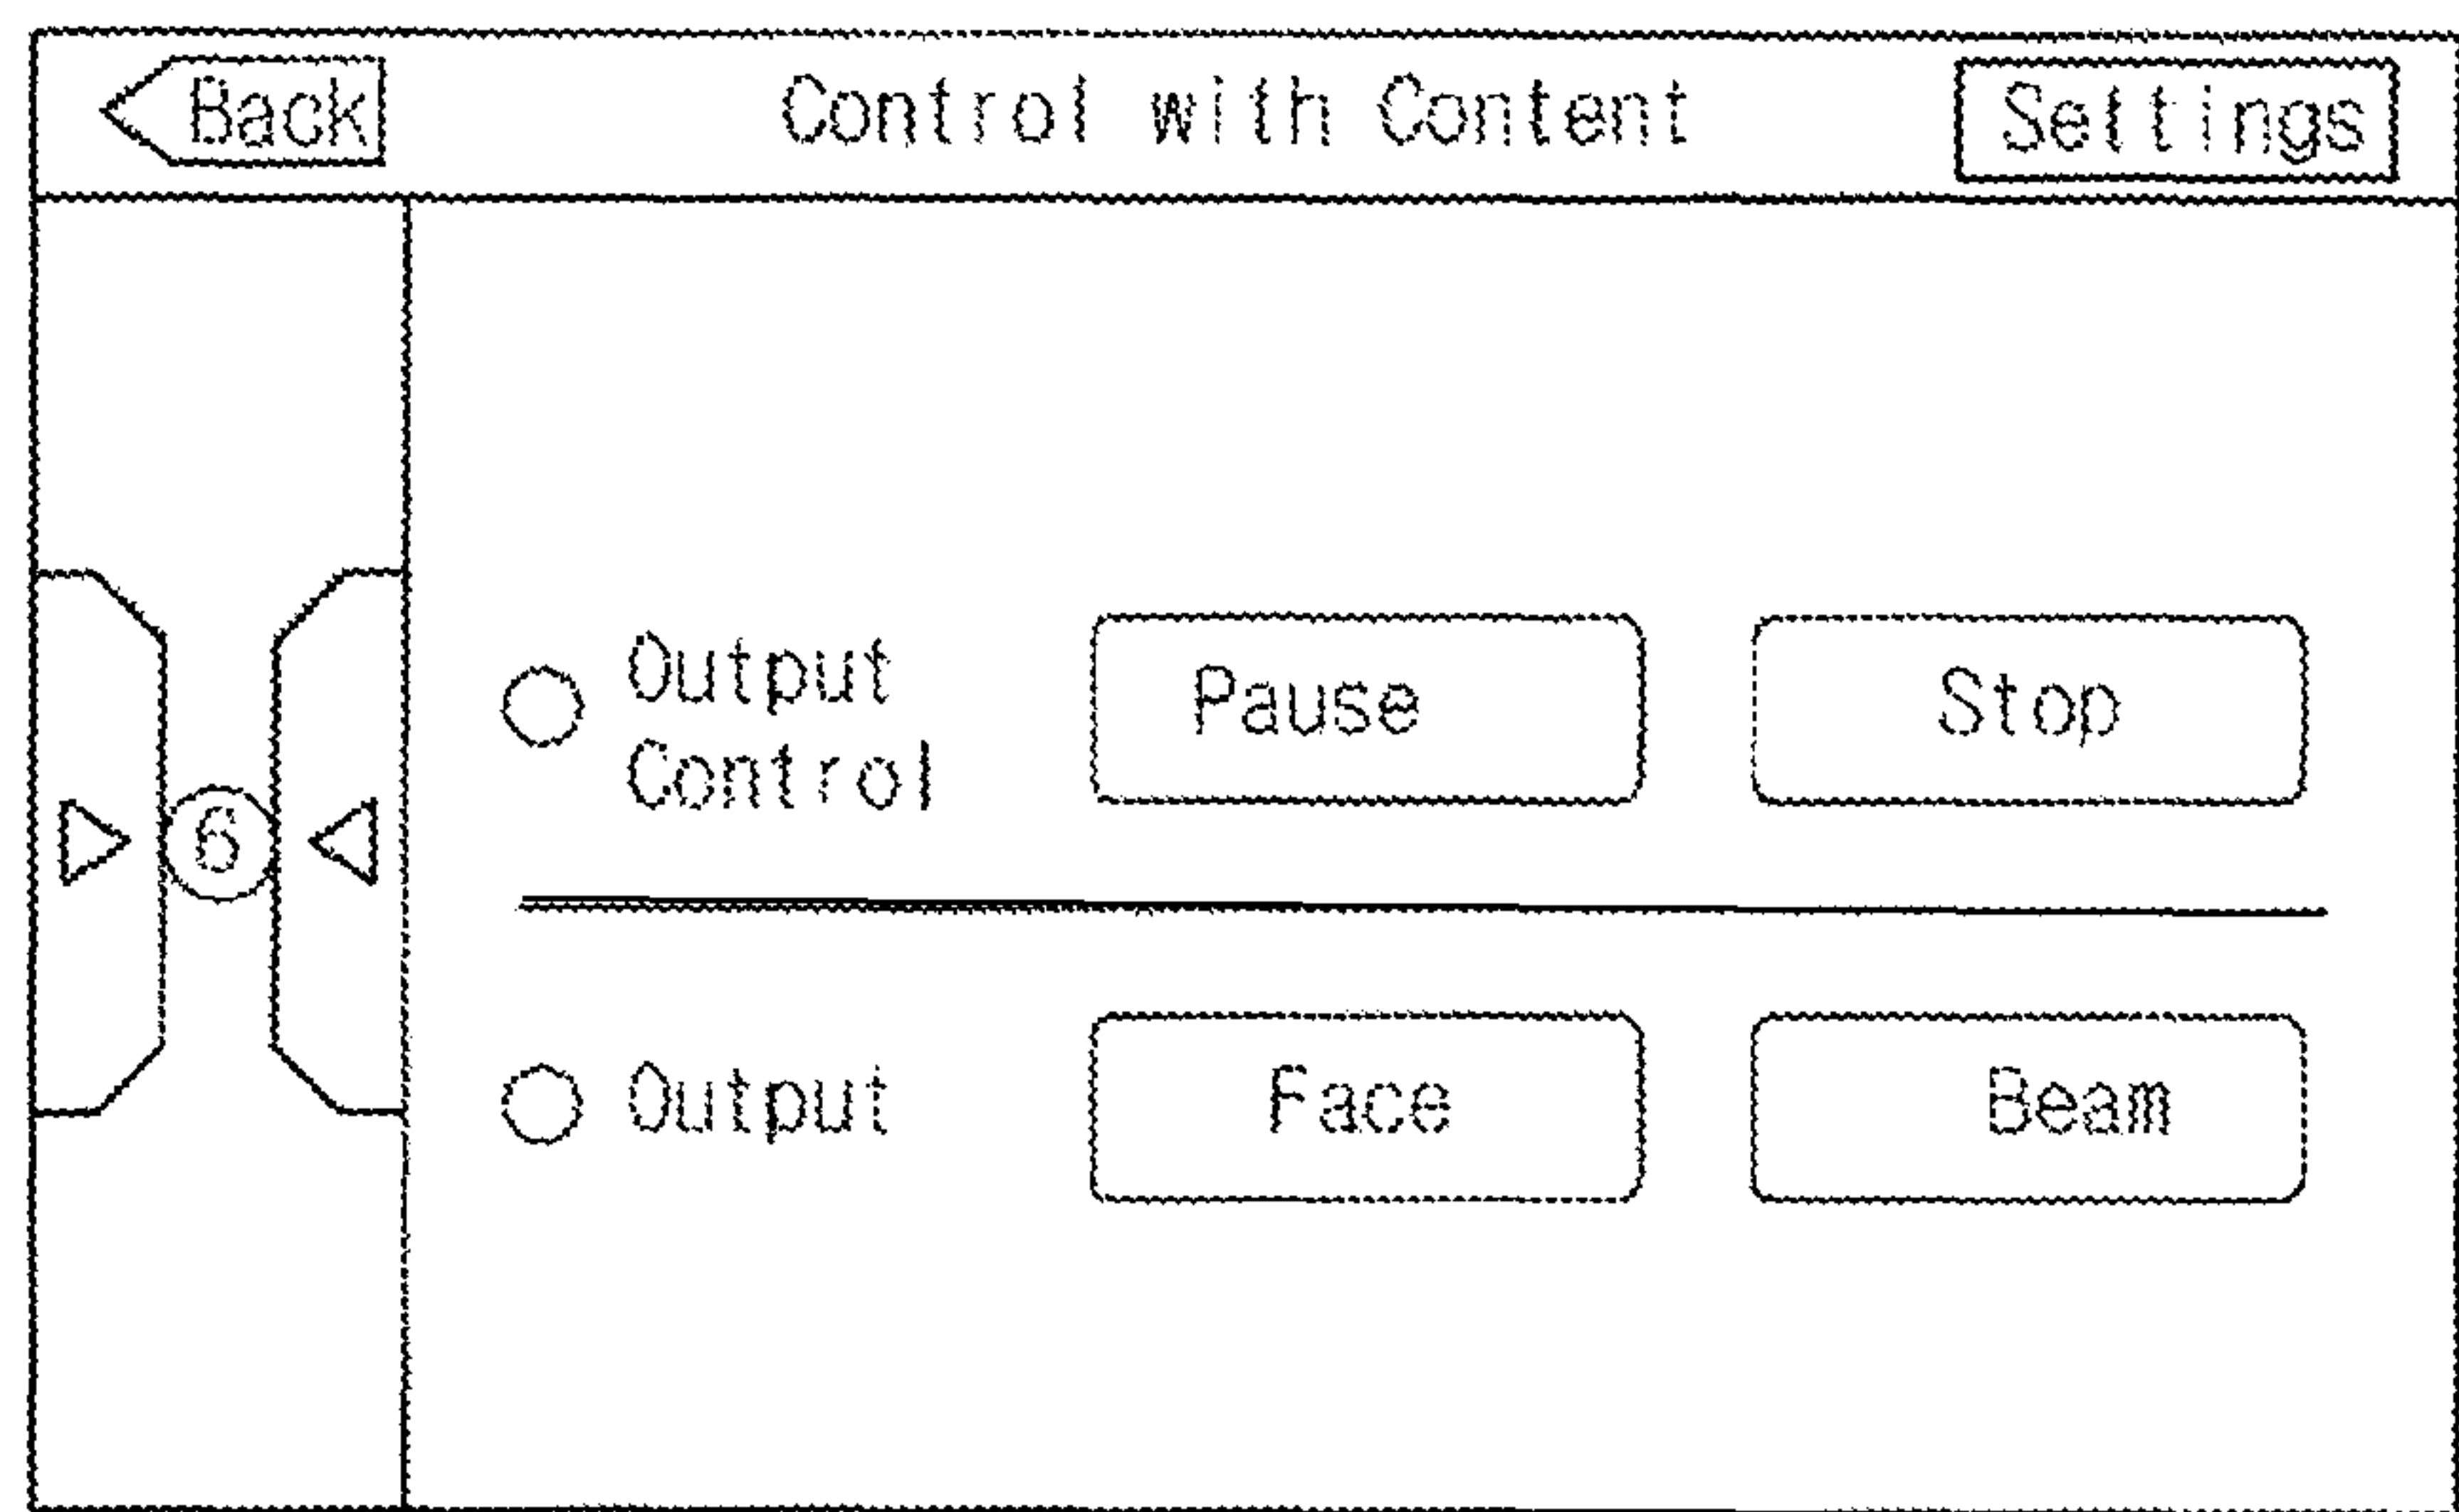 Back Control with Content Settings
Output
Control
Pause Stop
6
Output Face Beam